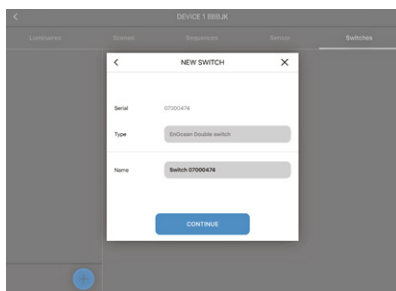 DEVICE 1 BBBJK
Luminaires Scenes Sequences Sensor Switches
NEW SWITCH
Serial 07000474
Type EnOcean Double switch
Name Switch 07000474
CONTINUE